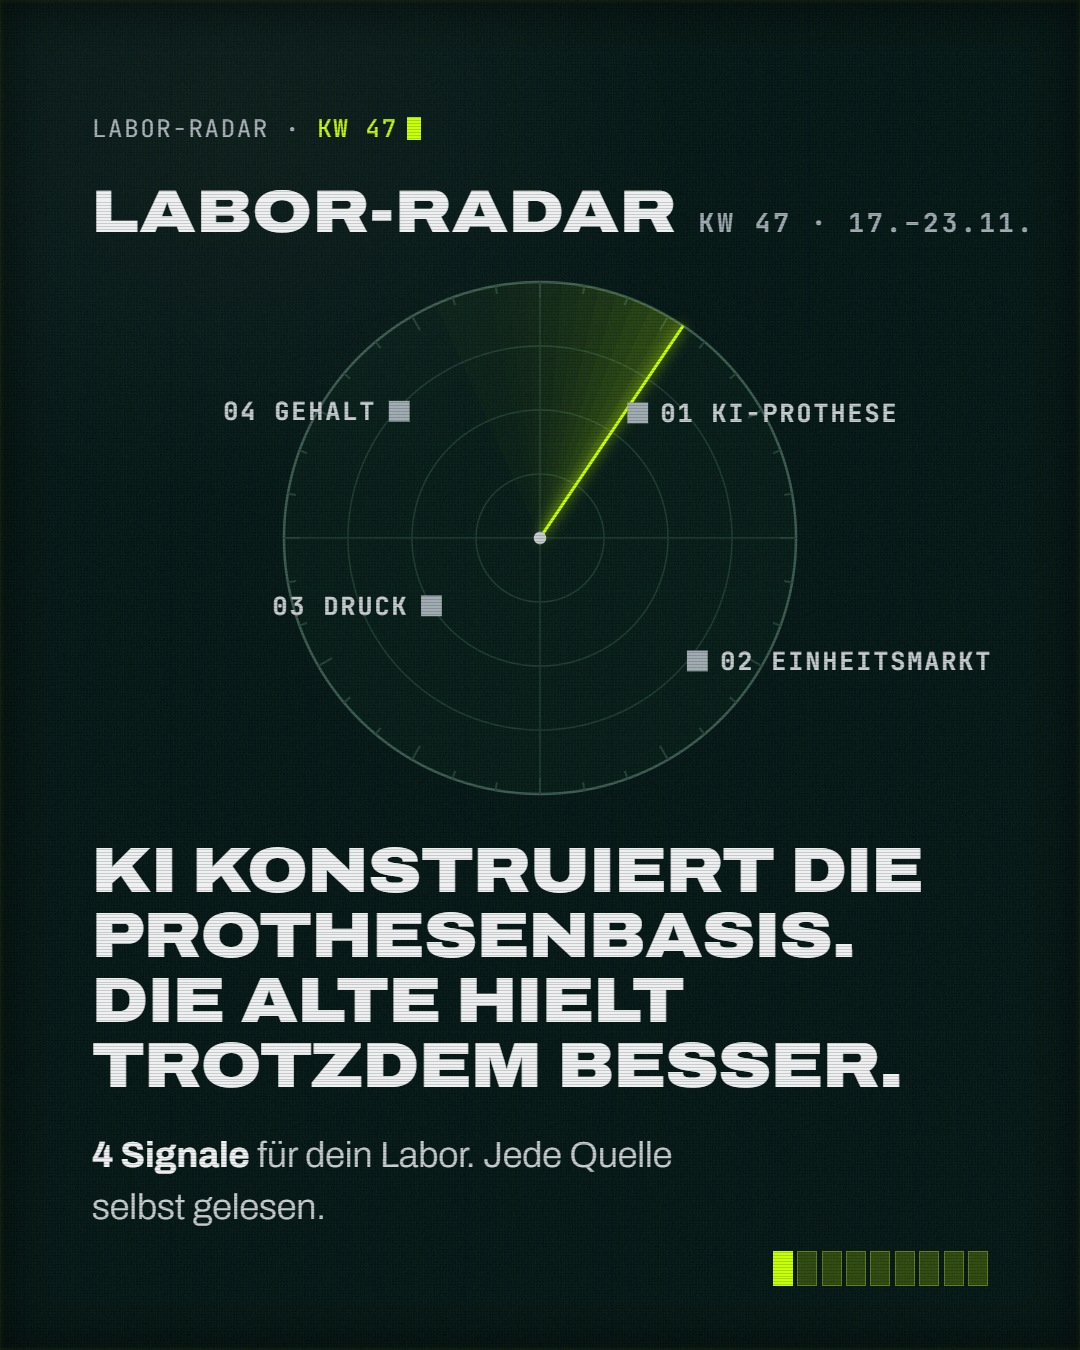 LABOR-RADAR · KW 47
LABOR-RADAR KW 47 · 17.–23.11.
04 GEHALT
01 KI-PROTHESE
03 DRUCK
02 EINHEITSMARKT
KI KONSTRUIERT DIE
PROTHESENBASIS.
DIE ALTE HIELT
TROTZDEM BESSER.
4 Signale für dein Labor. Jede Quelle
selbst gelesen.